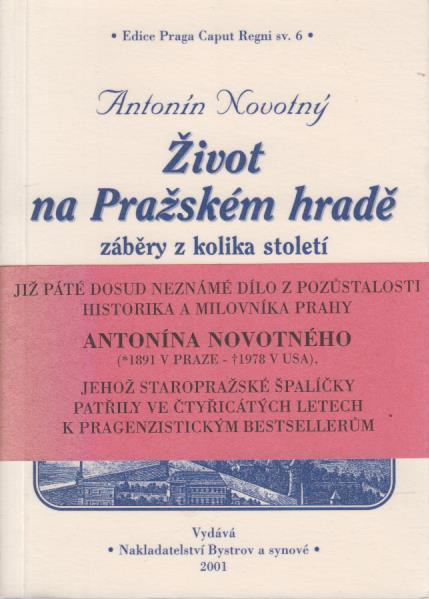 • Edice Praga Caput Regni sv. 6 •
Antonín Novotný
Život
na Pražském hradě
záběry z kolika století
JIŽ PÁTÉ DOSUD NEZNÁMÉ DÍLO Z POZŮSTALOSTI
HISTORIKA A MILOVNÍKA PRAHY
ANTONÍNA NOVOTNÉHO
(*1891 V PRAZE - †1978 V USA),
JEHOŽ STAROPRAŽSKÉ ŠPALÍČKY
PATŘILY VE ČTYŘICÁTÝCH LETECH
K PRAGENZISTICKÝM BESTSELLERŮM
Vydává
• Nakladatelství Bystrov a synové •
2001